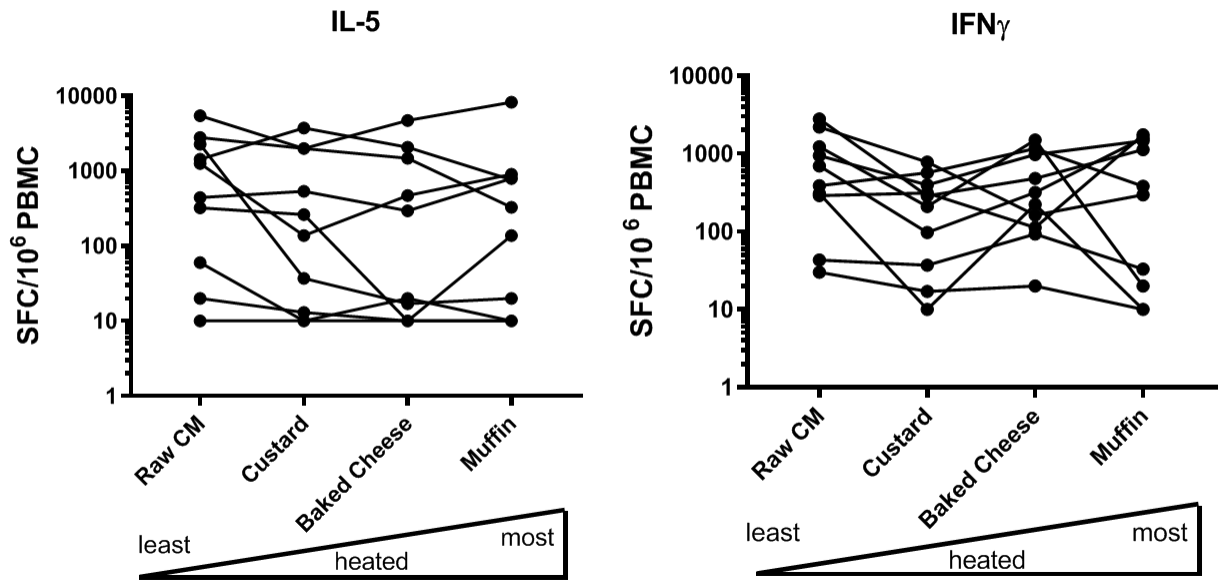 IL-5
SFC/10⁶ PBMC
10000
1000
100
10
1
Raw CM
Custard
Baked Cheese
Muffin
least
heated
most
IFNγ
SFC/10⁶ PBMC
10000
1000
100
10
1
Raw CM
Custard
Baked Cheese
Muffin
least
heated
most